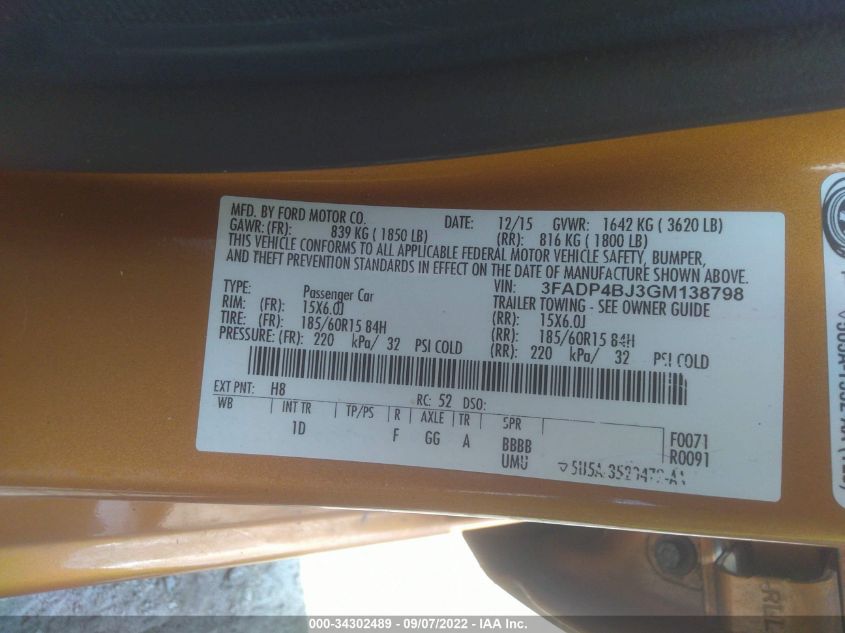 MFD. BY FORD MOTOR CO. DATE: 12/15 GVWR: 1642 KG ( 3620 LB)
GAWR: (FR): 839 KG ( 1850 LB) (RR): 816 KG ( 1800 LB)
THIS VEHICLE CONFORMS TO ALL APPLICABLE FEDERAL MOTOR VEHICLE SAFETY, BUMPER,
AND THEFT PREVENTION STANDARDS IN EFFECT ON THE DATE OF MANUFACTURE SHOWN ABOVE.
VIN: 3FADP4BJ3GM138798
TYPE: Passenger Car TRAILER TOWING - SEE OWNER GUIDE
RIM: (FR): 15X6.0J (RR): 15X6.0J
TIRE: (FR): 185/60R15 84H (RR): 185/60R15 84H
PRESSURE: (FR): 220 kPa/ 32 PSI COLD (RR): 220 kPa/ 32 PSI COLD
EXT PNT: H8 RC: 52 DSO:
WB INT TR TP/PS R AXLE TR SPR
1D F GG A BBBB F0071
UMU R0091
000-34302489 - 09/07/2022 - IAA Inc.